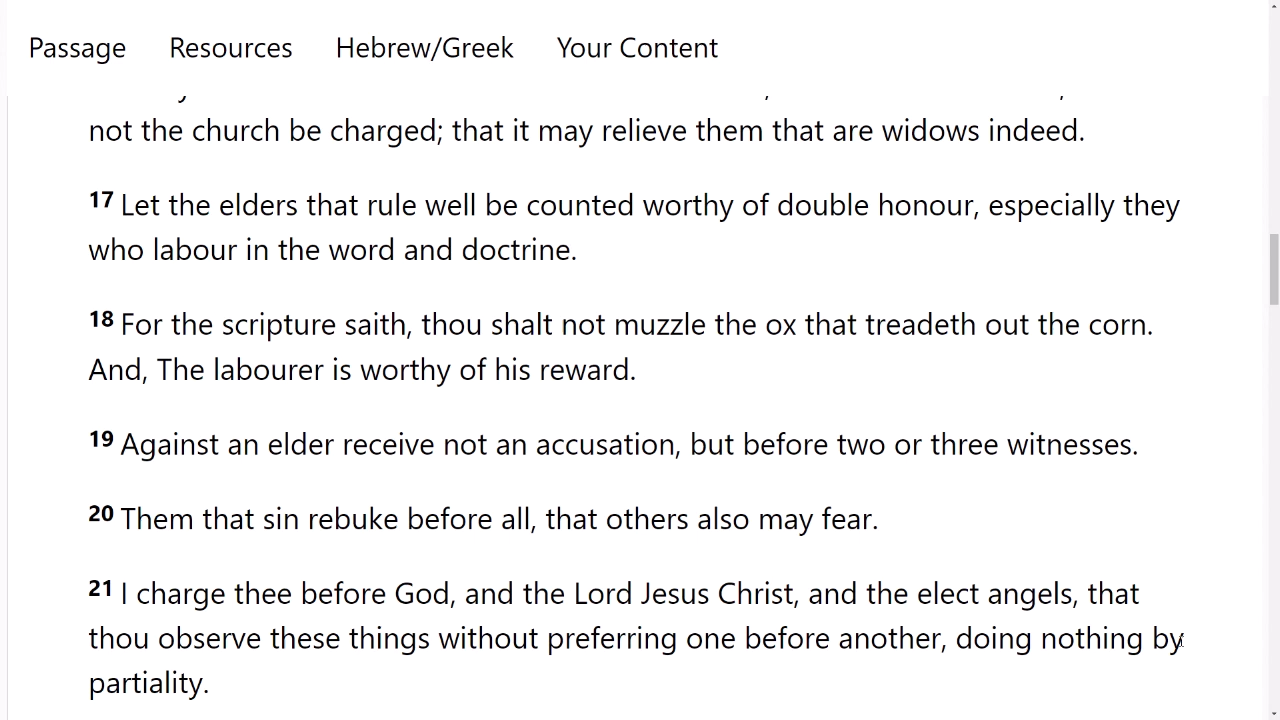 Passage Resources Hebrew/Greek Your Content
not the church be charged; that it may relieve them that are widows indeed.
17 Let the elders that rule well be counted worthy of double honour, especially they
who labour in the word and doctrine.
18 For the scripture saith, thou shalt not muzzle the ox that treadeth out the corn.
And, The labourer is worthy of his reward.
19 Against an elder receive not an accusation, but before two or three witnesses.
20 Them that sin rebuke before all, that others also may fear.
21 I charge thee before God, and the Lord Jesus Christ, and the elect angels, that
thou observe these things without preferring one before another, doing nothing by
partiality.